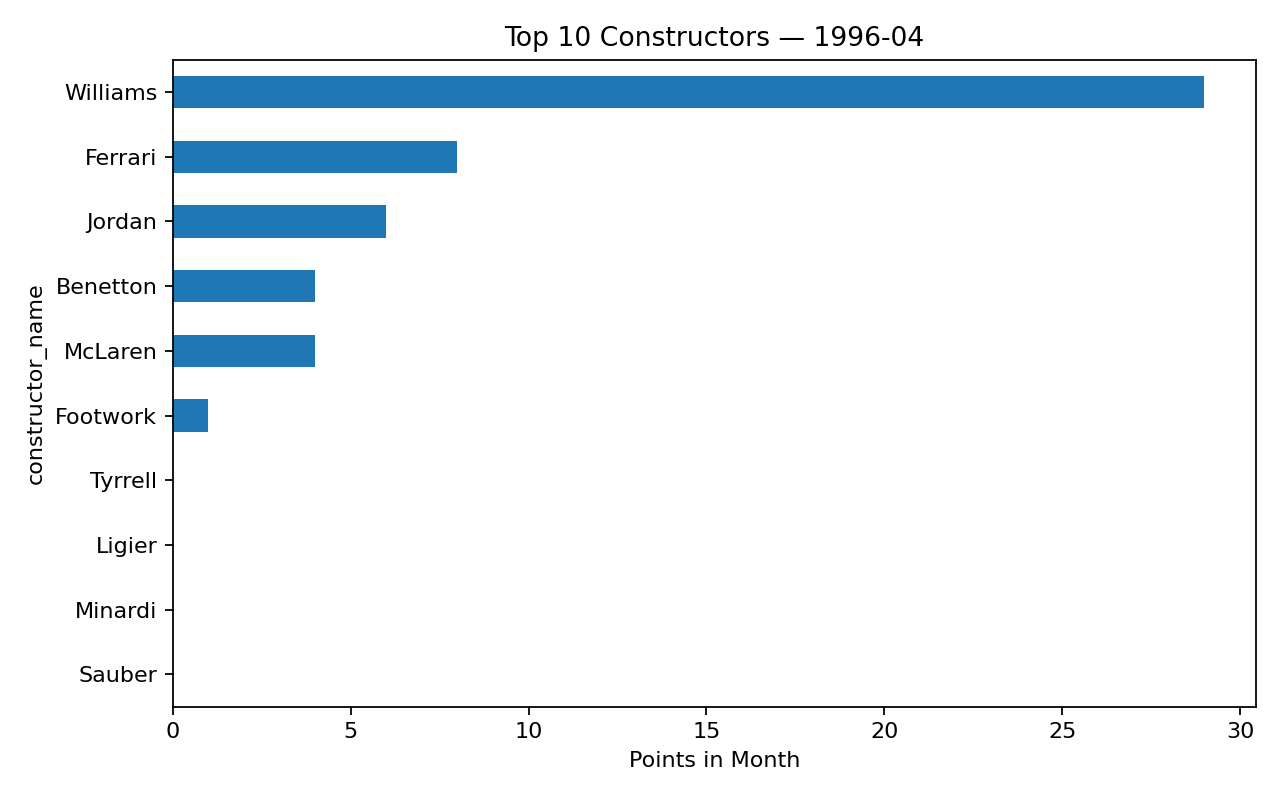 Top 10 Constructors — 1996-04
constructor_name
Williams
Ferrari
Jordan
Benetton
McLaren
Footwork
Tyrrell
Ligier
Minardi
Sauber
0 5 10 15 20 25 30
Points in Month